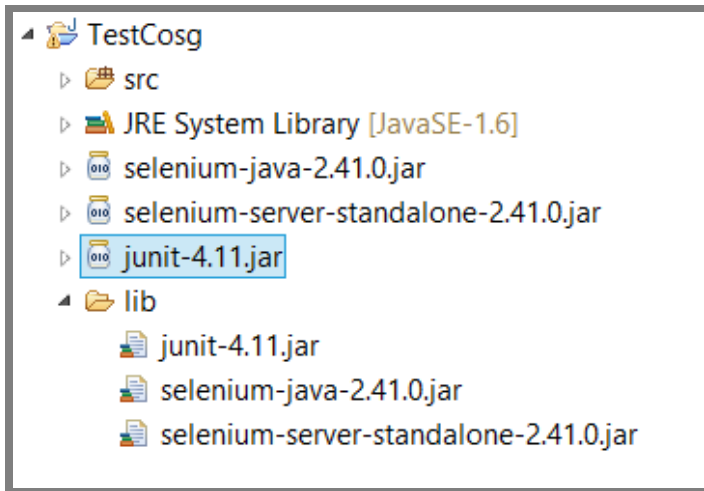 TestCosg
src
JRE System Library [JavaSE-1.6]
selenium-java-2.41.0.jar
selenium-server-standalone-2.41.0.jar
junit-4.11.jar
lib
junit-4.11.jar
selenium-java-2.41.0.jar
selenium-server-standalone-2.41.0.jar